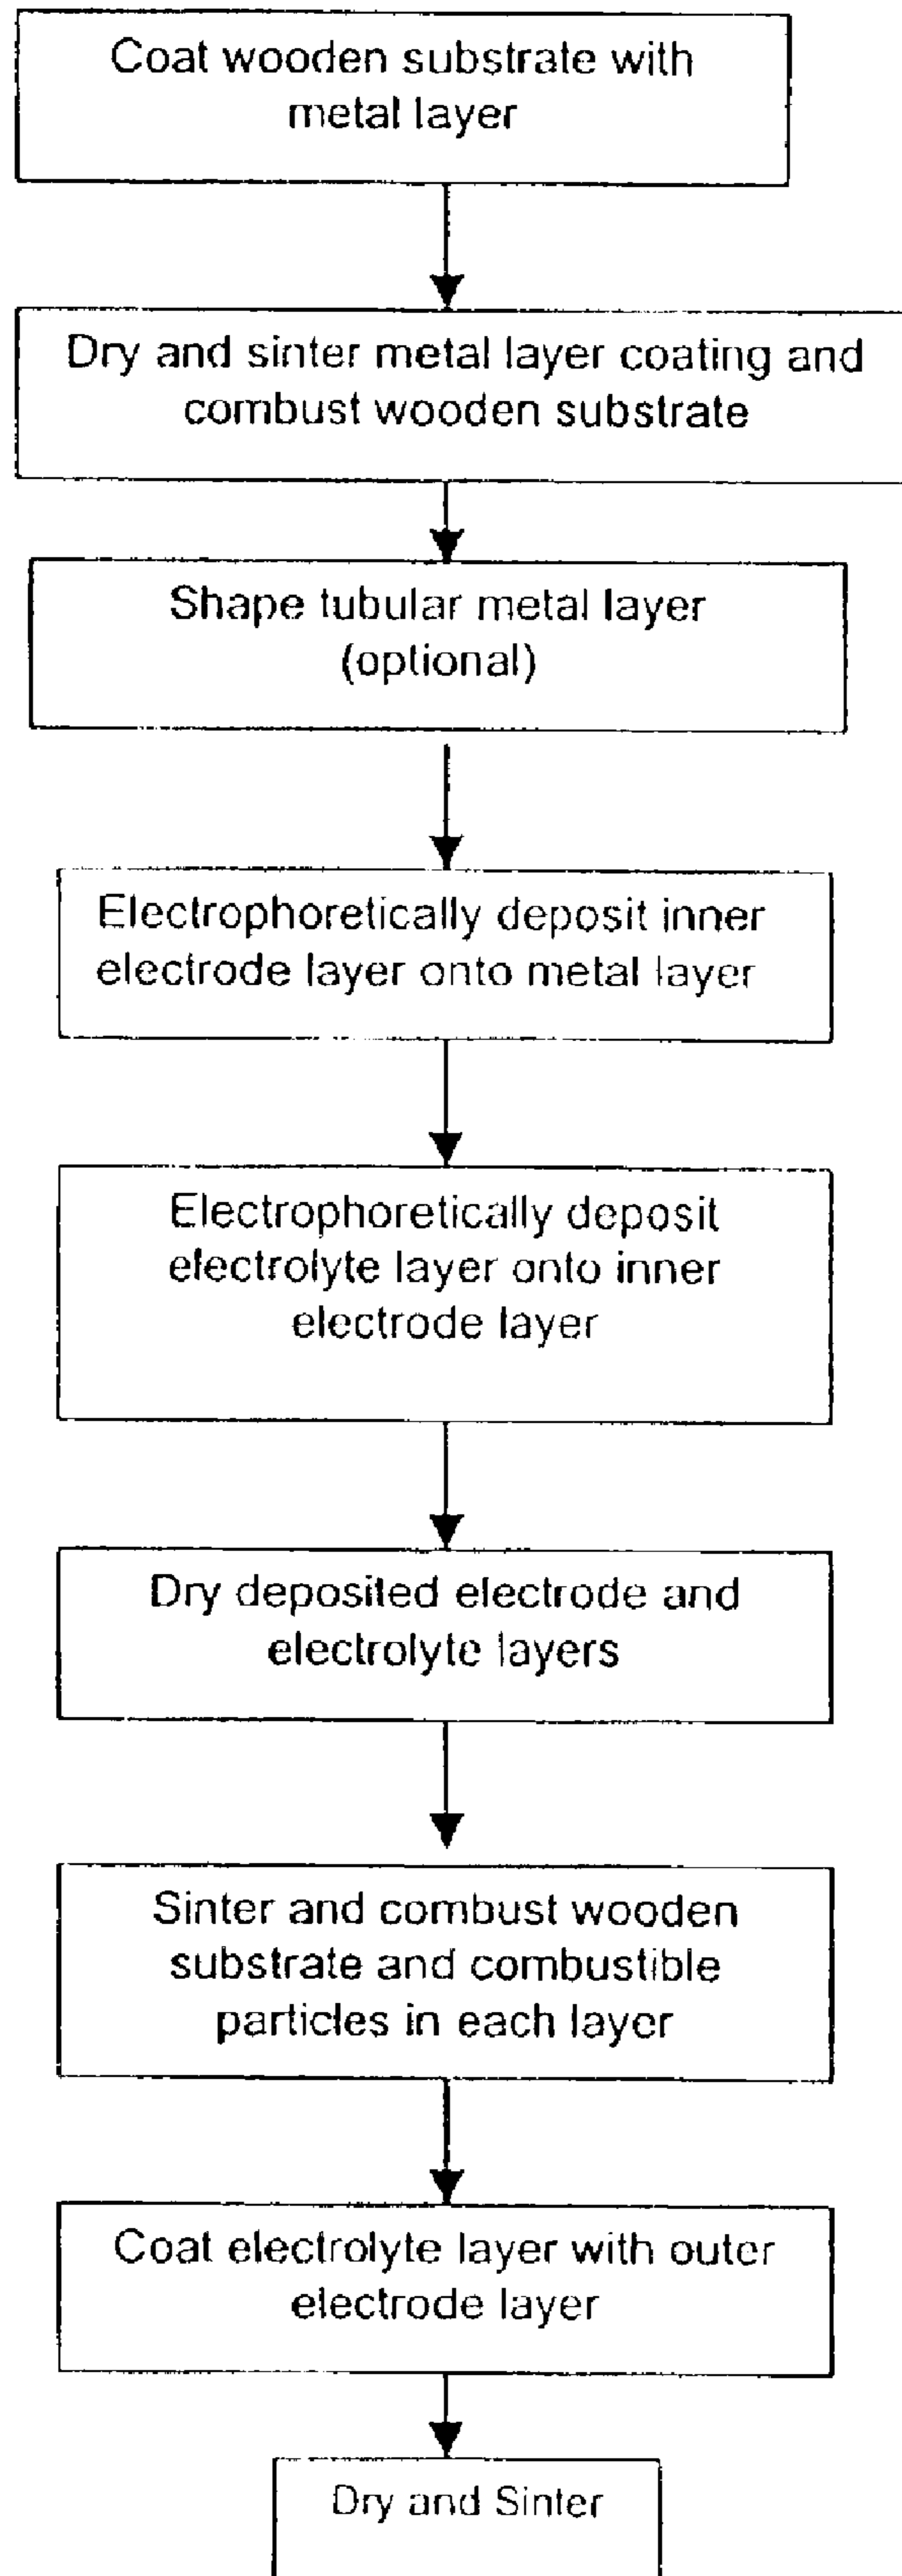 Coat wooden substrate with
metal layer
Dry and sinter metal layer coating and
combust wooden substrate
Shape tubular metal layer
(optional)
Electrophoretically deposit inner
electrode layer onto metal layer
Electrophoretically deposit
electrolyte layer onto inner
electrode layer
Dry deposited electrode and
electrolyte layers
Sinter and combust wooden
substrate and combustible
particles in each layer
Coat electrolyte layer with outer
electrode layer
Dry and Sinter